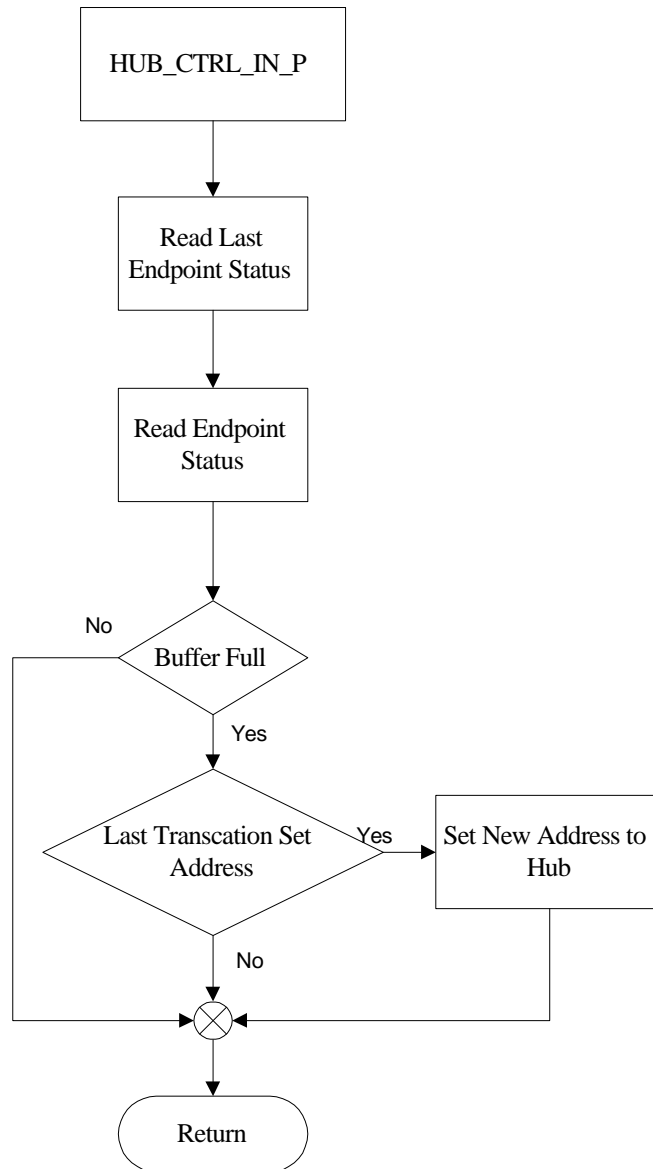 HUB_CTRL_IN_P
Read Last
Endpoint Status
Read Endpoint
Status
No
Buffer Full
Yes
Last Transcation Set
Address
Yes
Set New Address to
Hub
No
Return